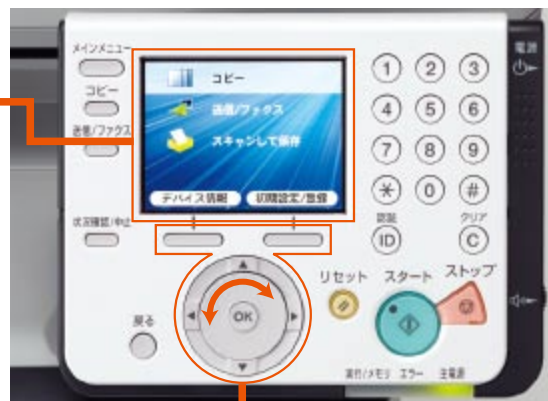 メインメニュー
コピー
送信/ファクス
状況確認/中止
戻る
コピー
送信/ファクス
スキャンして保存
デバイス情報
初期設定/登録
OK
1 2 3
4 5 6
7 8 9
* 0 #
認証
クリア
ID
C
リセット
スタート
ストップ
実行/メモリ
エラー
主電源
電源